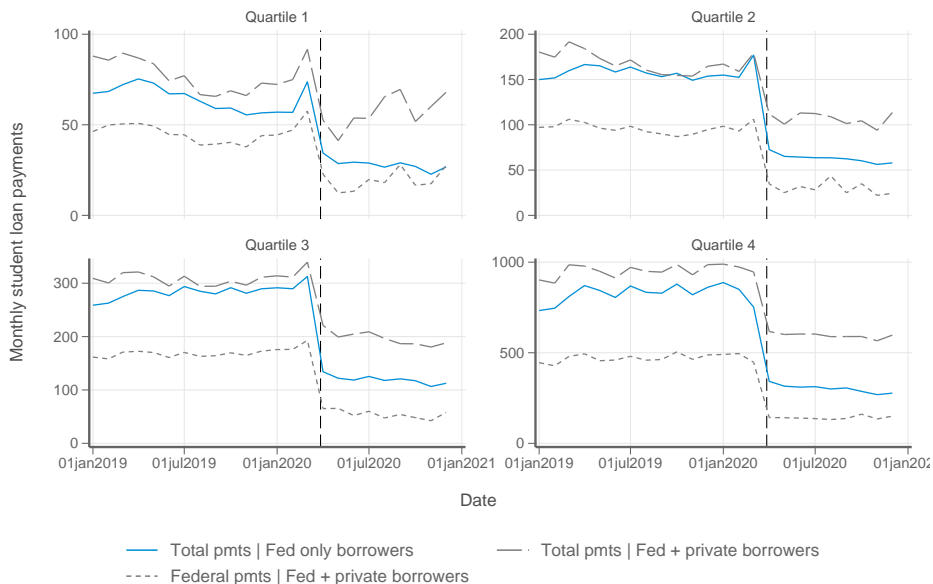 Quartile 1
Quartile 2
100
50
0
200
150
100
50
0
Monthly student loan payments
Quartile 3
Quartile 4
300
200
100
0
1000
500
0
01jan2019 01jul2019 01jan2020 01jul2020 01jan2021
01jan2019 01jul2019 01jan2020 01jul2020 01jan202
Date
Total pmts | Fed only borrowers
Total pmts | Fed + private borrowers
Federal pmts | Fed + private borrowers